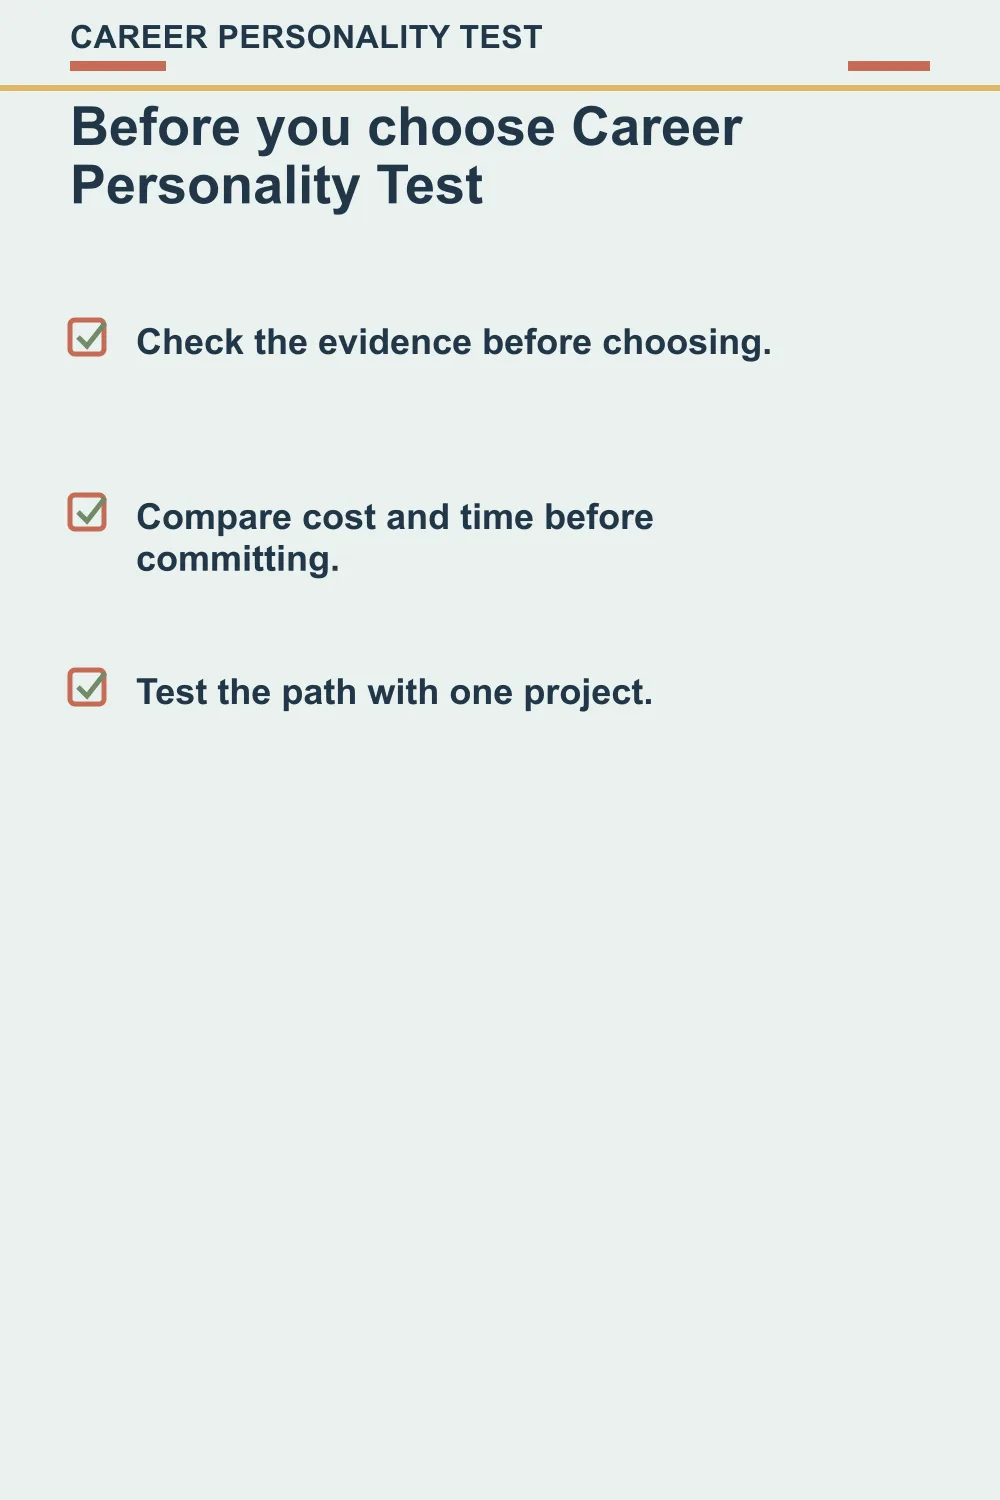 CAREER PERSONALITY TEST
Before you choose Career
Personality Test
Check the evidence before choosing.
Compare cost and time before
committing.
Test the path with one project.